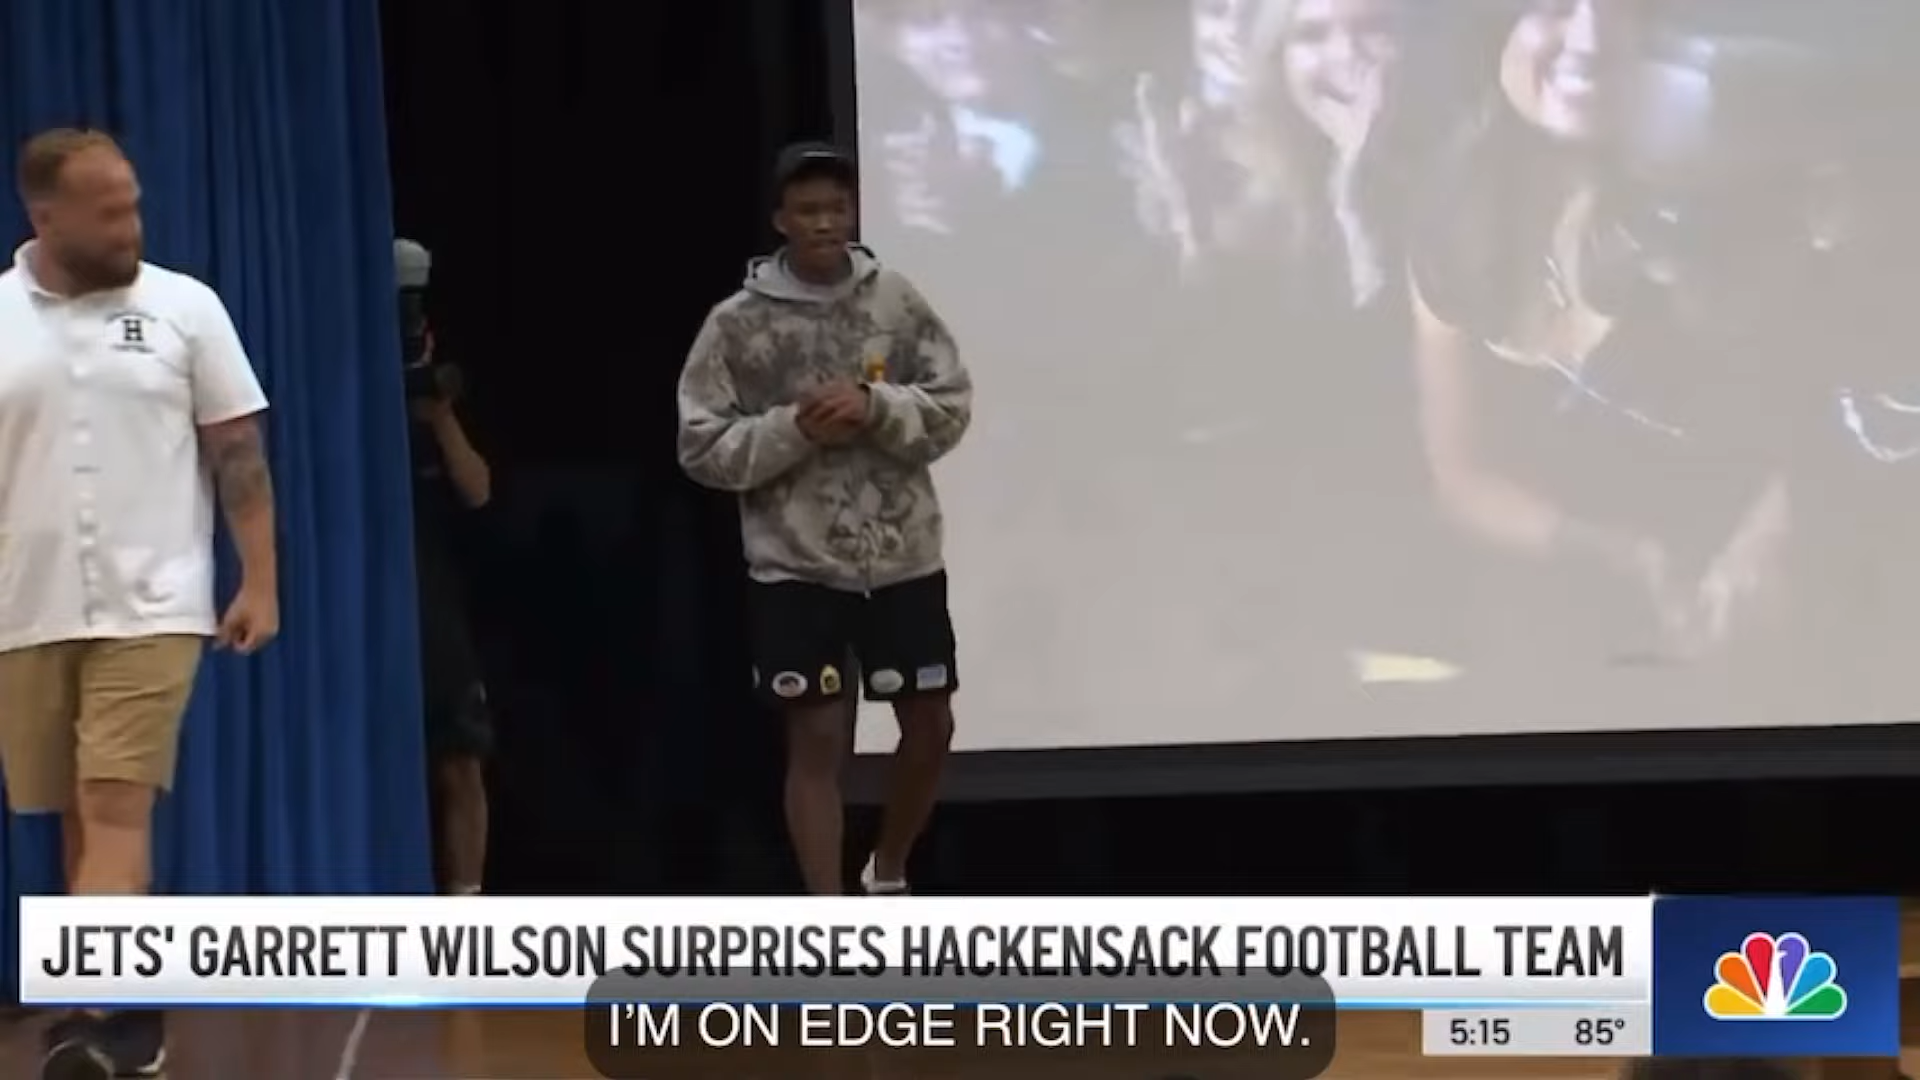 H
JETS' GARRETT WILSON SURPRISES HACKENSACK FOOTBALL TEAM
I'M ON EDGE RIGHT NOW.
5:15 85°